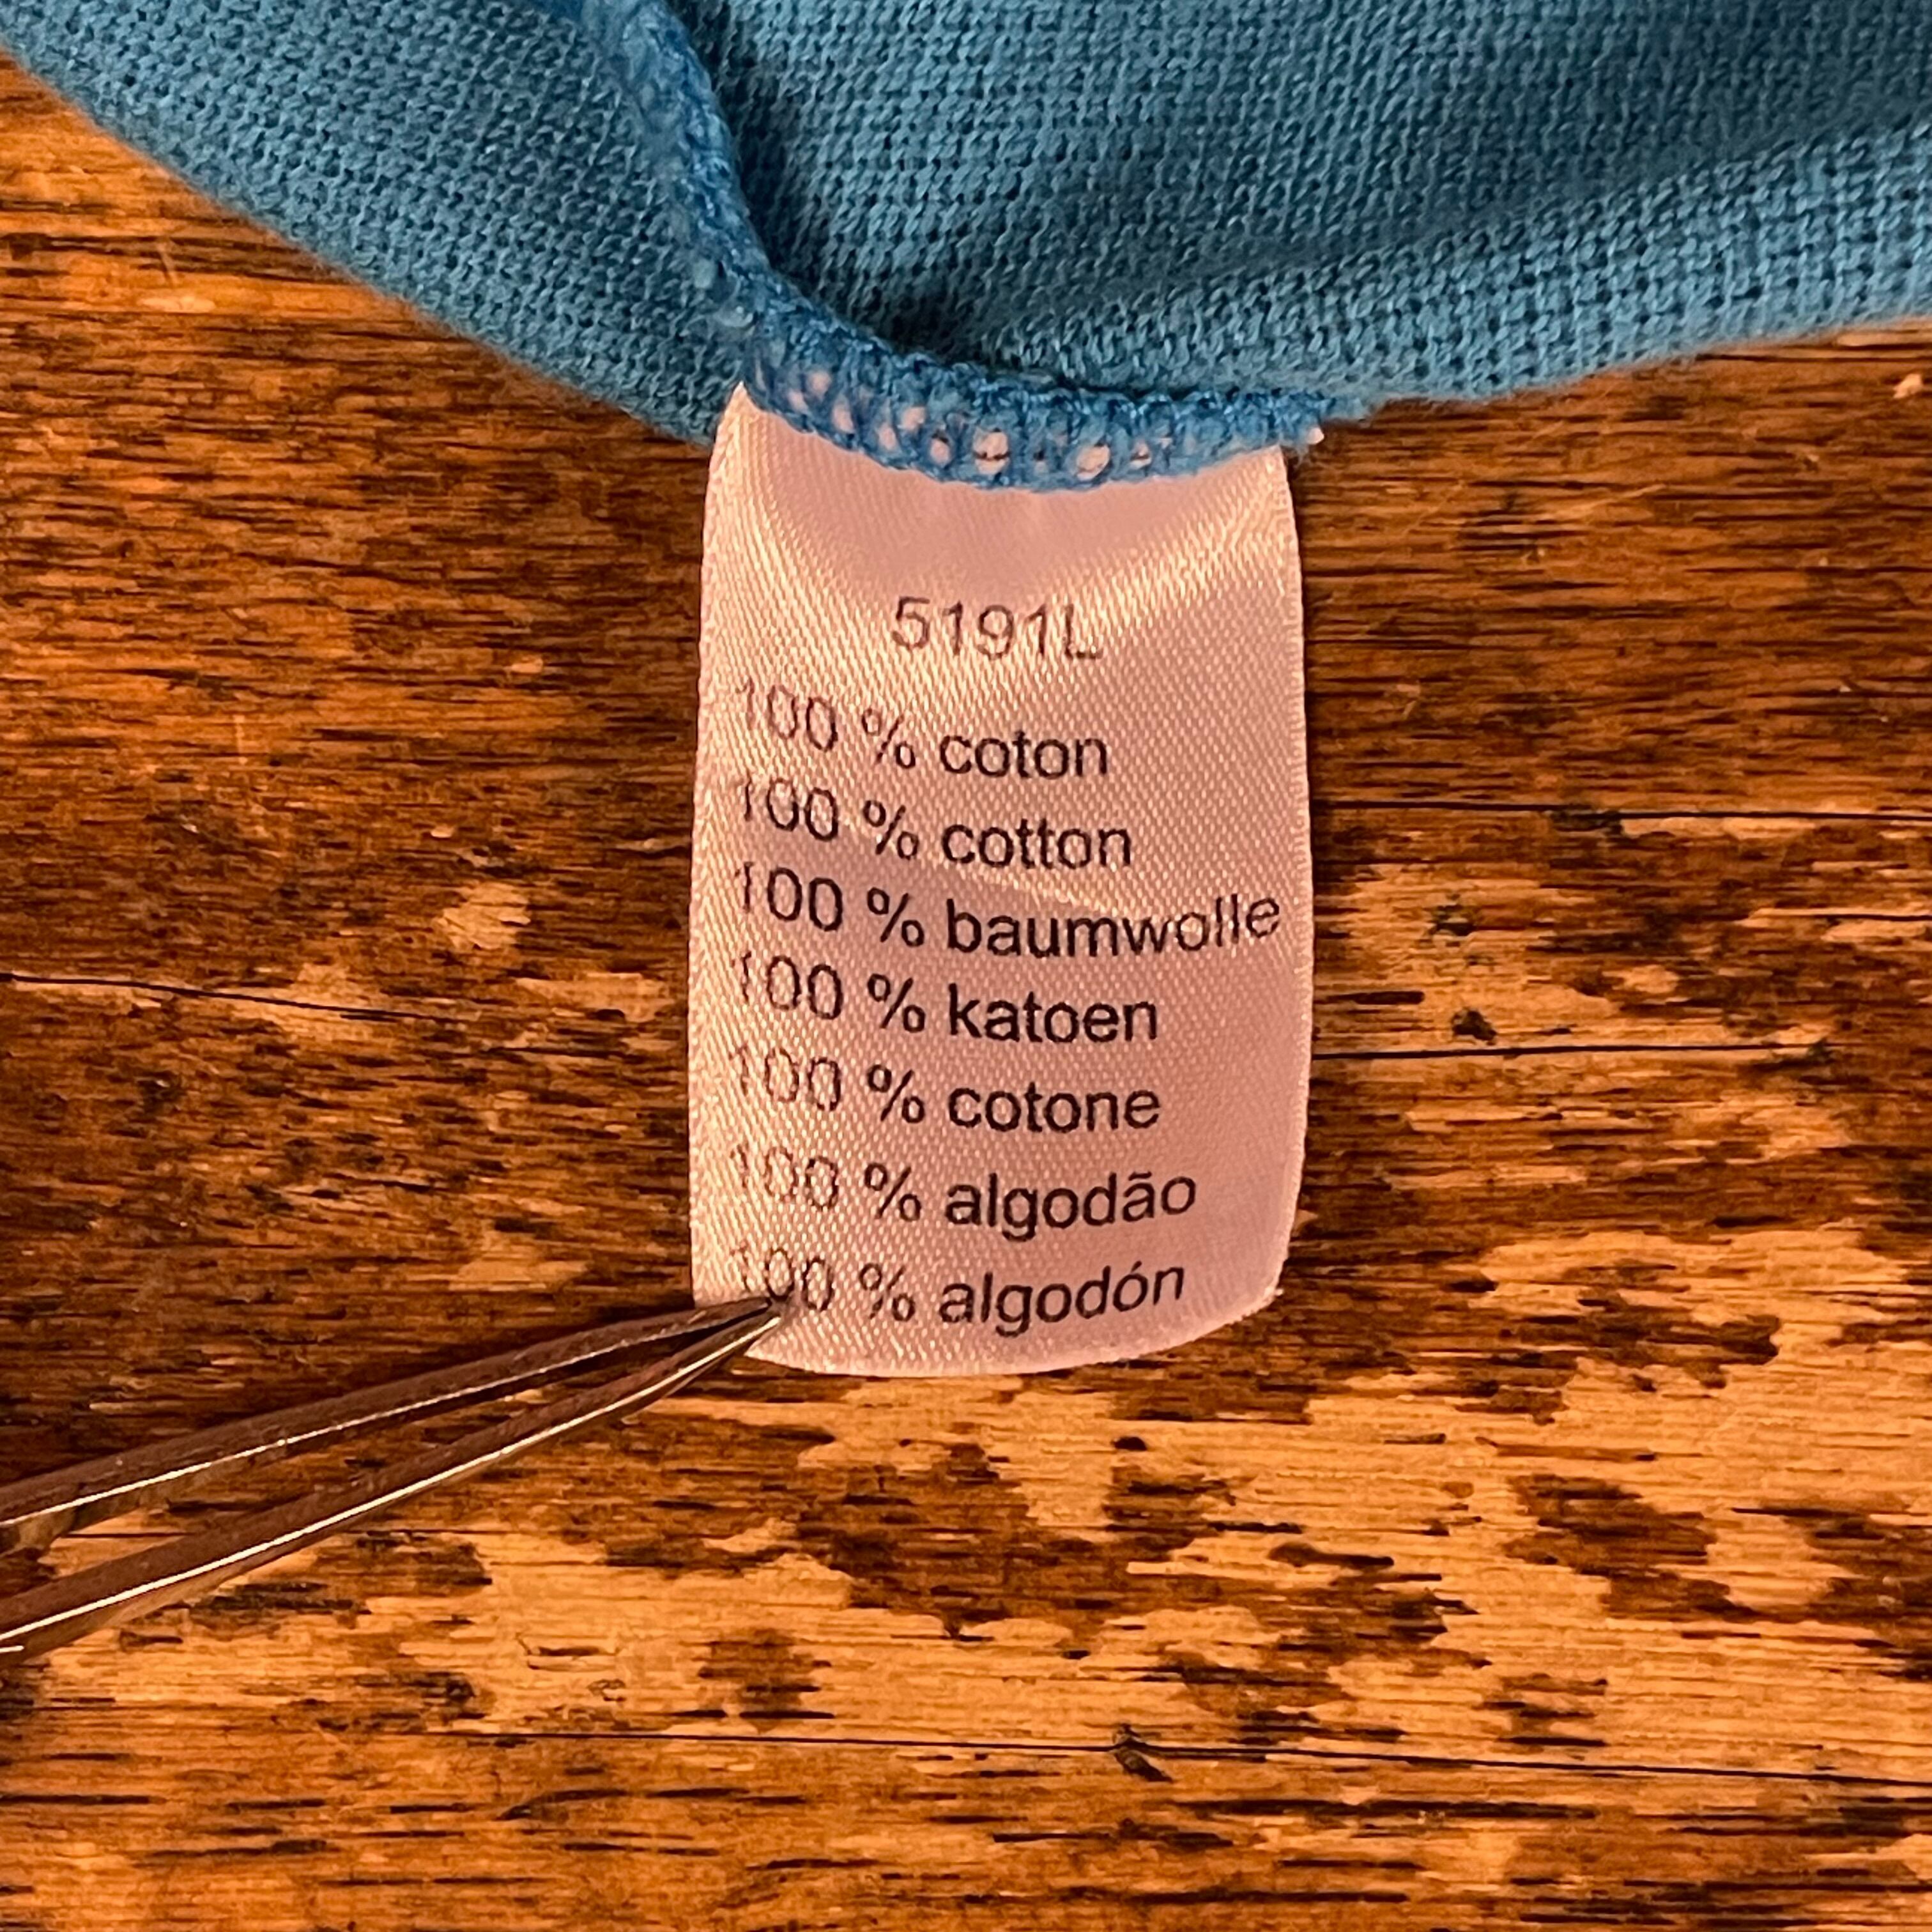 5191L
100 % coton
100 % cotton
100 % baumwolle
100 % katoen
100 % cotone
100 % algodão
100 % algodón